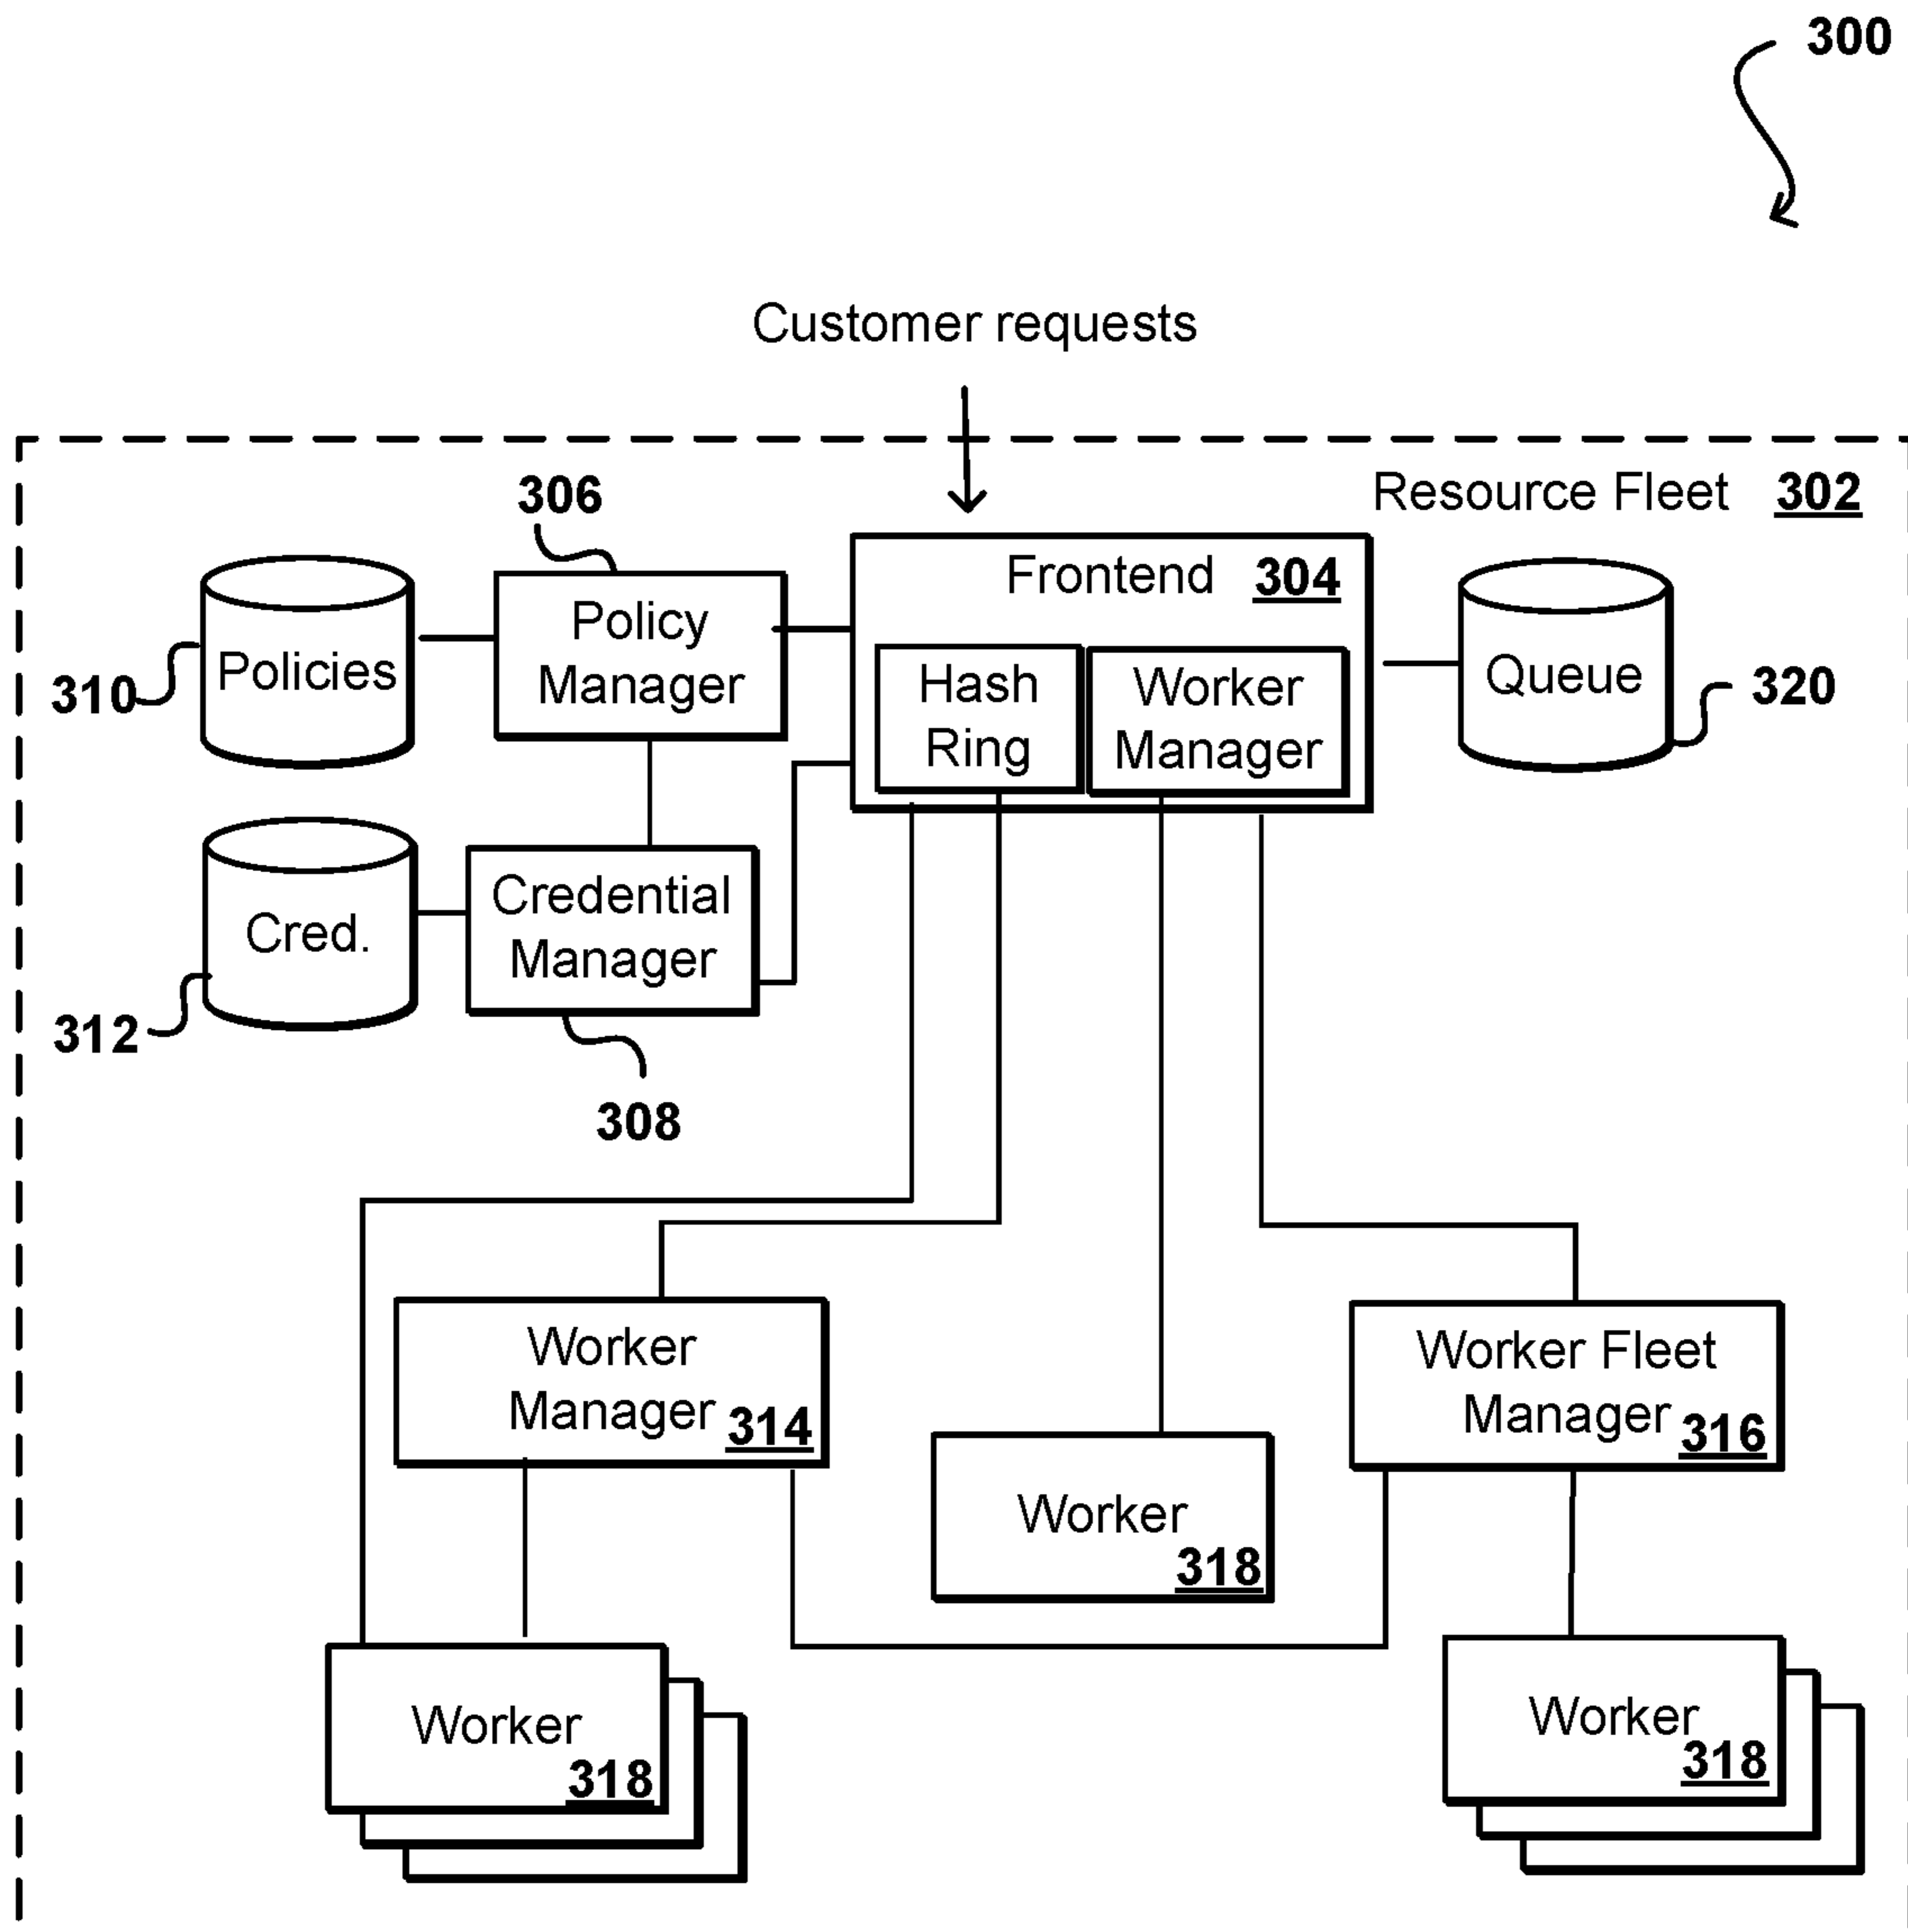 300
Customer requests
Resource Fleet 302
306
Frontend 304
Policy
Manager
Policies
310
Hash
Ring
Worker
Manager
Queue
320
Credential
Manager
Cred.
312
308
Worker
Manager 314
Worker Fleet
Manager 316
Worker
318
Worker
318
Worker
318